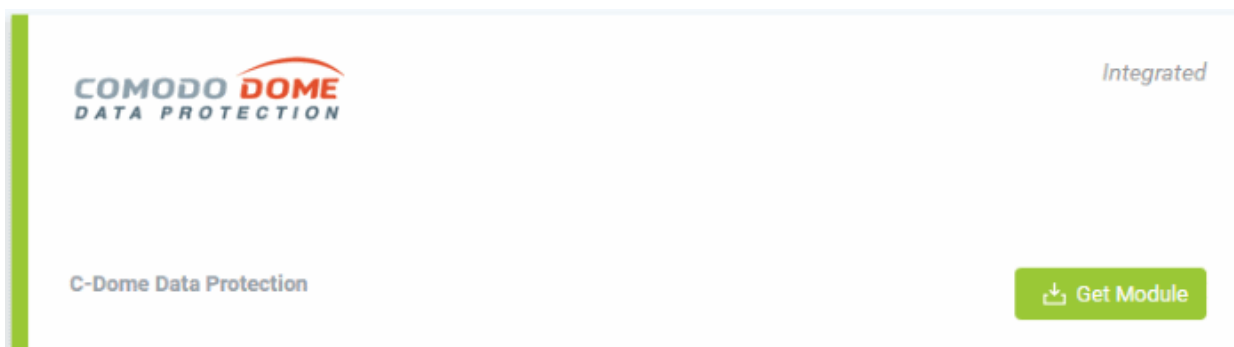 COMODO DOME
DATA PROTECTION
Integrated
C-Dome Data Protection
Get Module